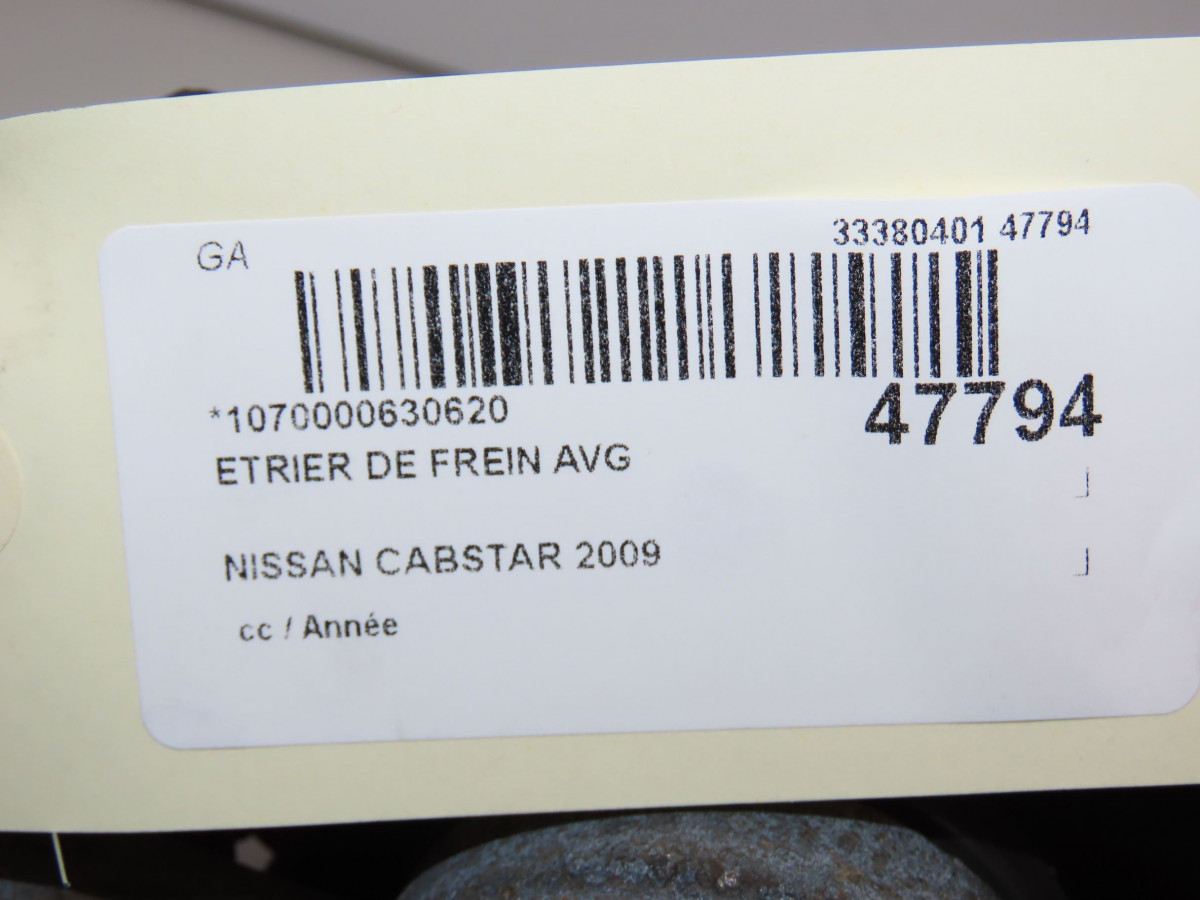 GA
33380401 47794
*1070000630620
47794
ETRIER DE FREIN AVG
NISSAN CABSTAR 2009
cc / Année